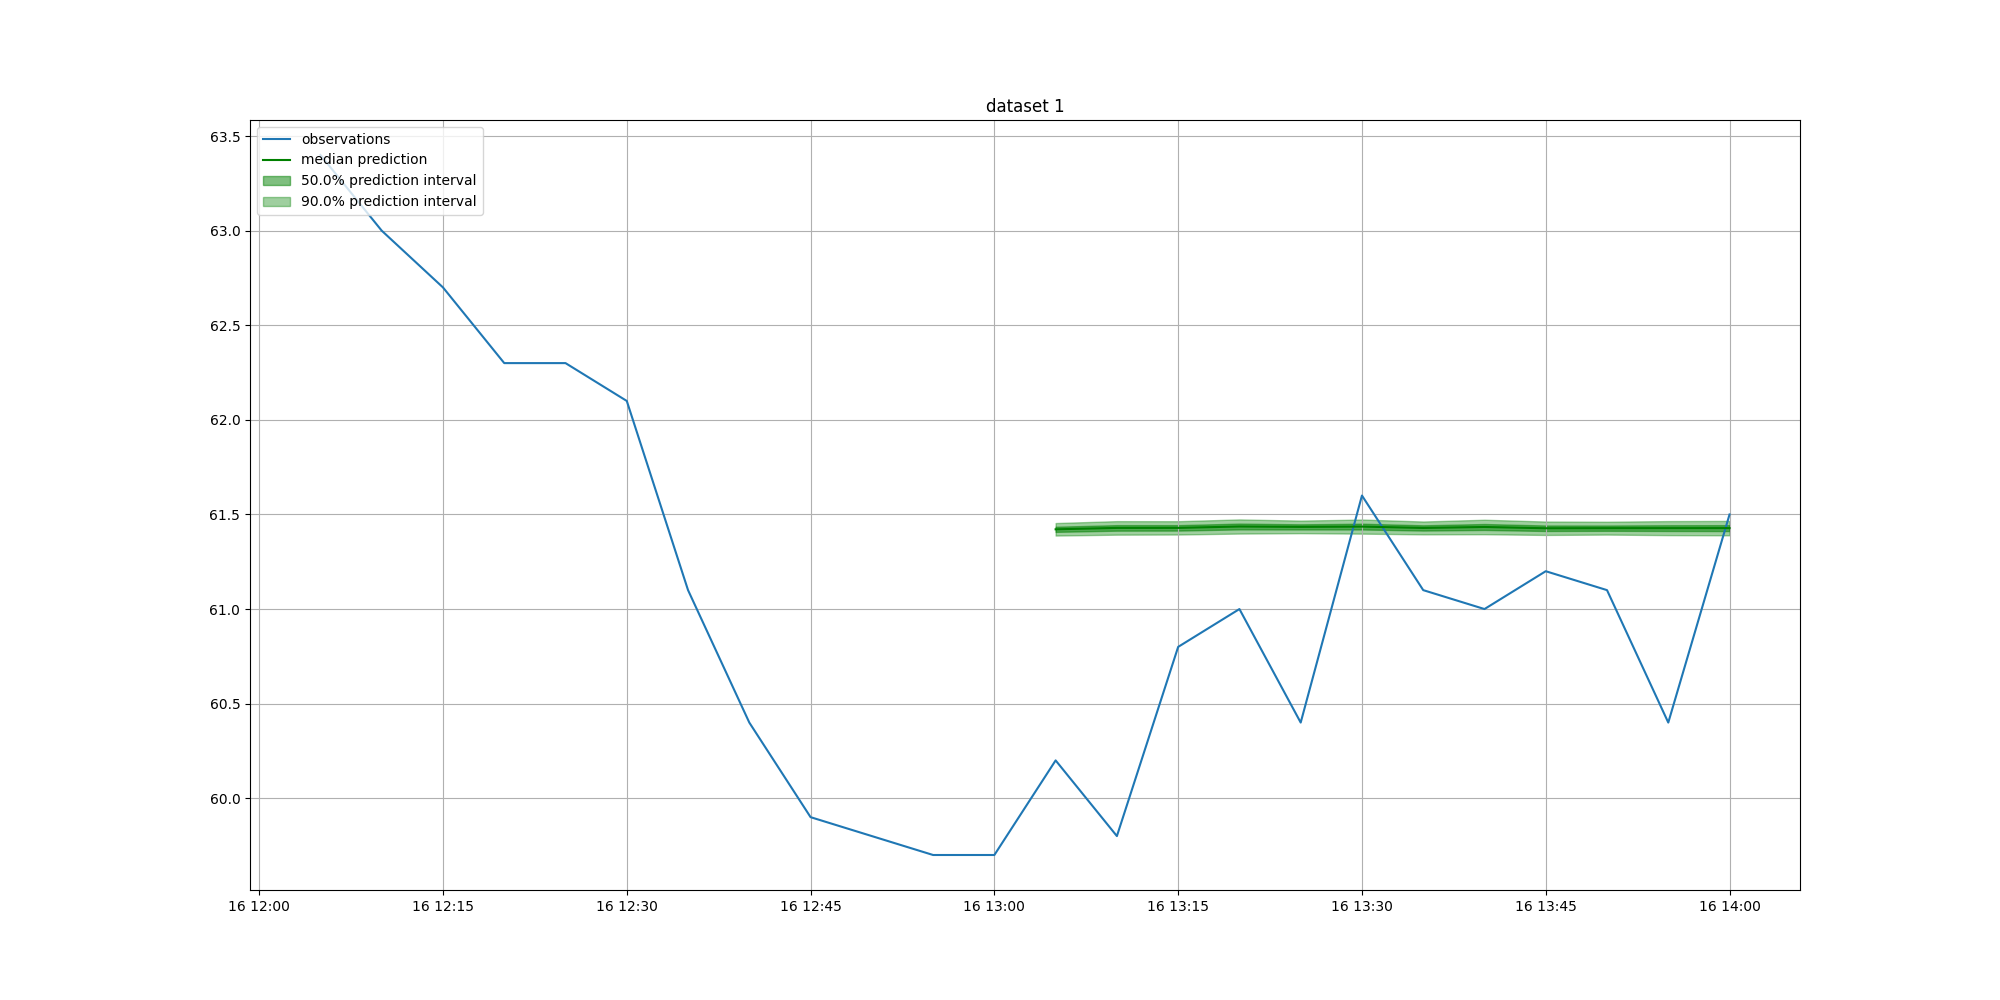 dataset 1
observations
median prediction
50.0% prediction interval
90.0% prediction interval
63.5
63.0
62.5
62.0
61.5
61.0
60.5
60.0
16 12:00 16 12:15 16 12:30 16 12:45 16 13:00 16 13:15 16 13:30 16 13:45 16 14:00